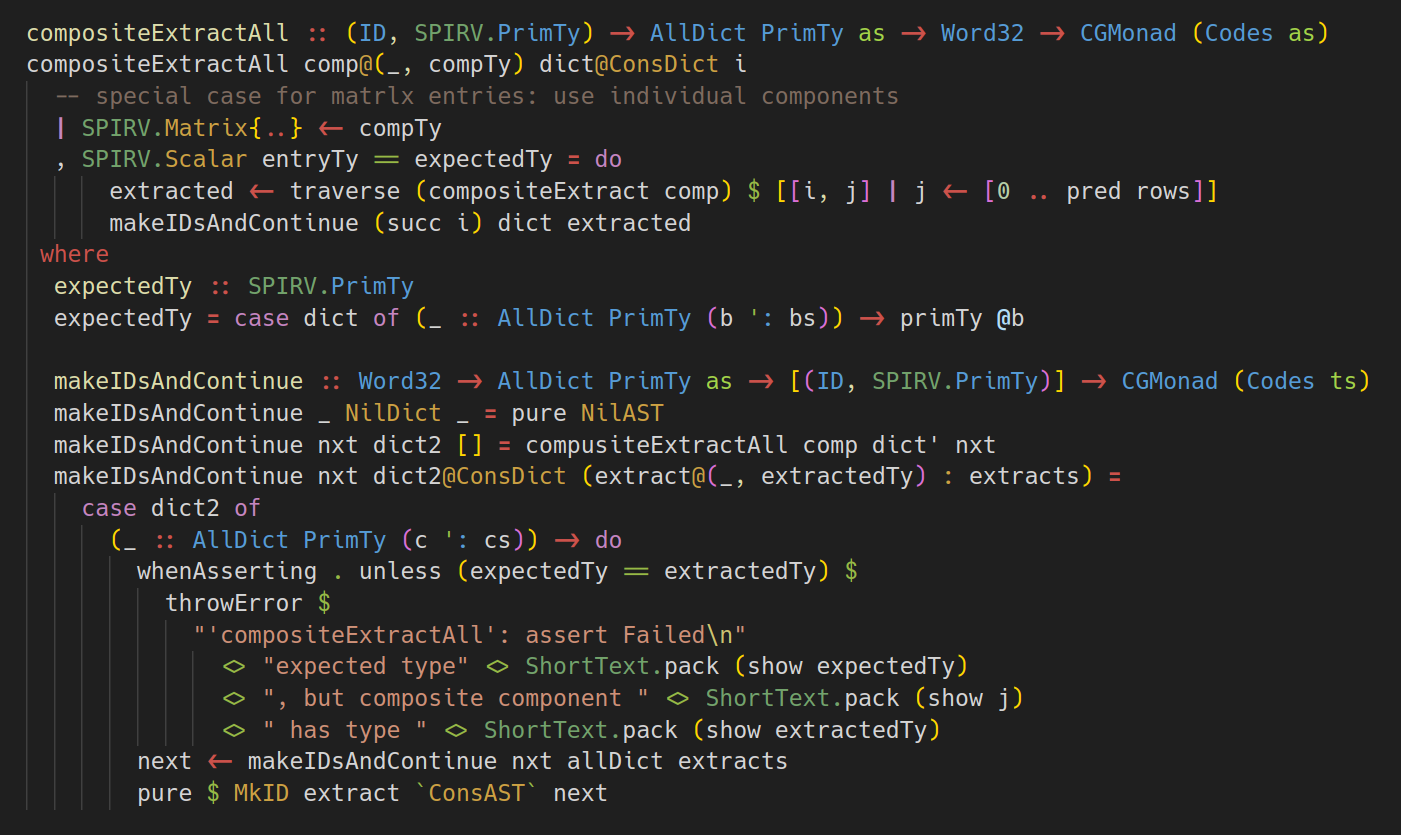 compositeExtractAll :: (ID, SPIRV.PrimTy) → AllDict PrimTy as → Word32 → CGMonad (Codes as)
compositeExtractAll comp@(_, compTy) dict@ConsDict i
  -- special case for matrlx entries: use individual components
  | SPIRV.Matrix{..} ← compTy
  , SPIRV.Scalar entryTy == expectedTy = do
      extracted ← traverse (compositeExtract comp) $ [[i, j] | j ← [0 .. pred rows]]
      makeIDsAndContinue (succ i) dict extracted
 where
  expectedTy :: SPIRV.PrimTy
  expectedTy = case dict of (_ :: AllDict PrimTy (b ': bs)) → primTy @b

  makeIDsAndContinue :: Word32 → AllDict PrimTy as → [(ID, SPIRV.PrimTy)] → CGMonad (Codes ts)
  makeIDsAndContinue _ NilDict _ = pure NilAST
  makeIDsAndContinue nxt dict2 [] = compusiteExtractAll comp dict' nxt
  makeIDsAndContinue nxt dict2@ConsDict (extract@(_, extractedTy) : extracts) =
    case dict2 of
      (_ :: AllDict PrimTy (c ': cs)) → do
        whenAsserting . unless (expectedTy == extractedTy) $
          throwError $
            "'compositeExtractAll': assert Failed\n"
              <> "expected type" <> ShortText.pack (show expectedTy)
              <> ", but composite component " <> ShortText.pack (show j)
              <> " has type " <> ShortText.pack (show extractedTy)
        next ← makeIDsAndContinue nxt allDict extracts
        pure $ MkID extract `ConsAST` next